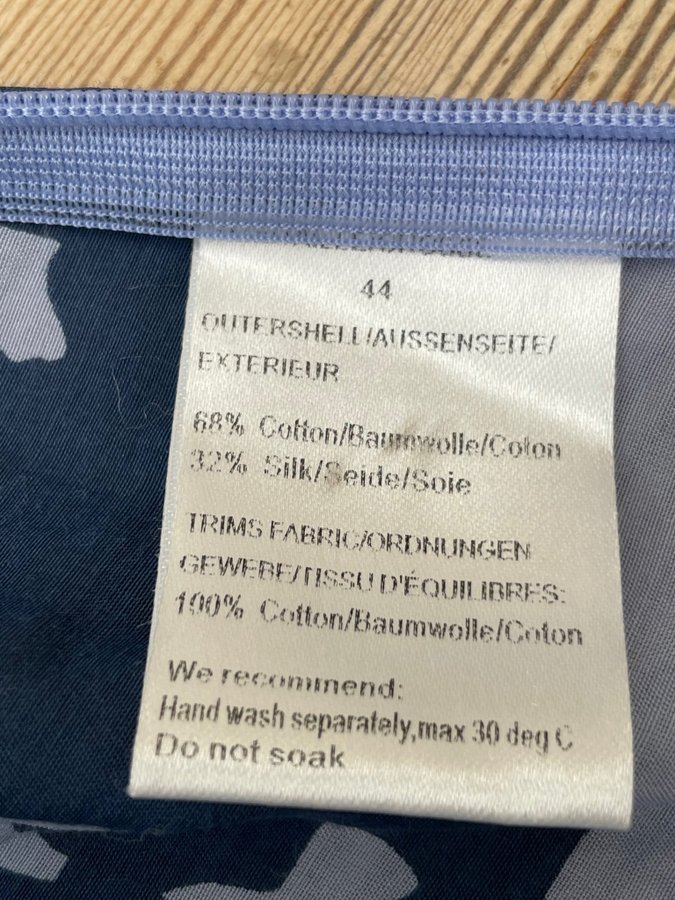 44
OUTERSHELL/AUSSENSEITE/
EXTERIEUR
68% Cotton/Baumwolle/Coton
32% Silk/Seide/Soie
TRIMS FABRIC/ORDNUNGEN
GEWEBE/TISSU D'ÉQUILIBRES:
100% Cotton/Baumwolle/Coton
We recommend:
Hand wash separately,max 30 deg C
Do not soak